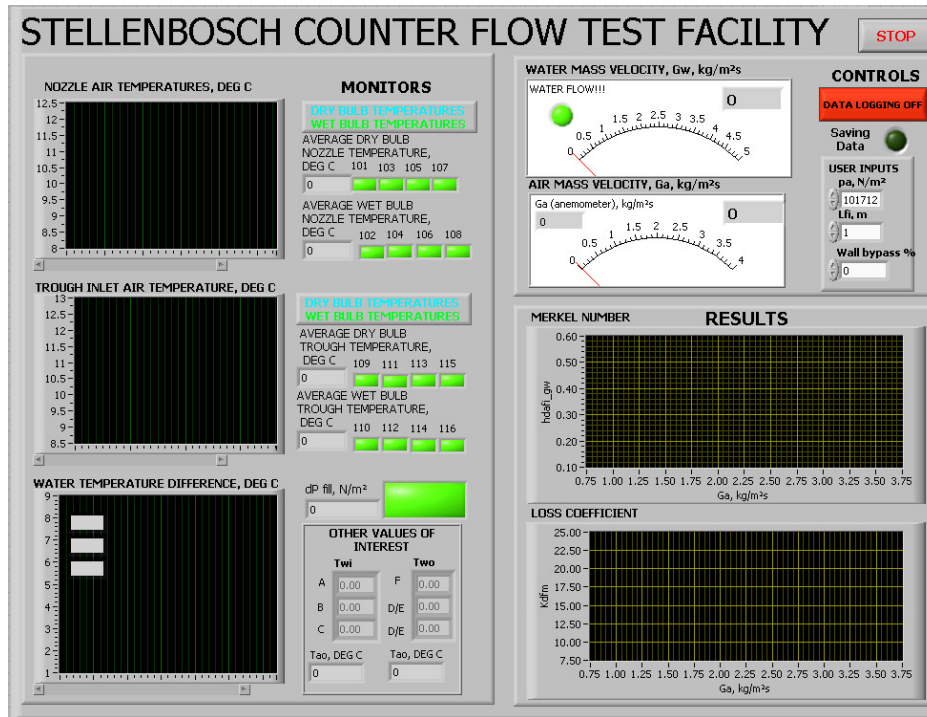 STELLENBOSCH COUNTER FLOW TEST FACILITY
STOP
NOZZLE AIR TEMPERATURES, DEG C
12.5
12
11.5
11
10.5
10
9.5
9
8.5
8
MONITORS
DRY BULB TEMPERATURES
WET BULB TEMPERATURES
AVERAGE DRY BULB
NOZZLE TEMPERATURE,
DEG C 101 103 105 107
0
AVERAGE WET BULB
NOZZLE TEMPERATURE,
DEG C 102 104 106 108
0
TROUGH INLET AIR TEMPERATURE, DEG C
13
12.5
12
11.5
11
10.5
10
9.5
9
8.5
DRY BULB TEMPERATURES
WET BULB TEMPERATURES
AVERAGE DRY BULB
TROUGH TEMPERATURE,
DEG C 109 111 113 115
0
AVERAGE WET BULB
TROUGH TEMPERATURE,
DEG C 110 112 114 116
0
WATER TEMPERATURE DIFFERENCE, DEG C
9
8
7
6
5
4
3
2
1
dP fill, N/m²
0
OTHER VALUES OF
INTEREST
Twi Two
A 0.00 F 0.00
B 0.00 D/E 0.00
C 0.00 D/E 0.00
Tao, DEG C Tao, DEG C
0 0
WATER MASS VELOCITY, Gw, kg/m²s
WATER FLOW!!!
0
0 0.5 1 1.5 2 2.5 3 3.5 4 4.5 5
AIR MASS VELOCITY, Ga, kg/m²s
Ga (anemometer), kg/m²s
0
0
0 0.5 1 1.5 2 2.5 3 3.5 4
CONTROLS
DATA LOGGING OFF
Saving
Data
USER INPUTS
pa, N/m²
101712
Lfi, m
1
Wall bypass %
0
MERKEL NUMBER
RESULTS
hdafi_gw
0.60
0.50
0.40
0.30
0.20
0.10
0.75 1.00 1.25 1.50 1.75 2.00 2.25 2.50 2.75 3.00 3.25 3.50 3.75
Ga, kg/m²s
LOSS COEFFICIENT
Kdfm
25.00
22.50
20.00
17.50
15.00
12.50
10.00
7.50
0.75 1.00 1.25 1.50 1.75 2.00 2.25 2.50 2.75 3.00 3.25 3.50 3.75
Ga, kg/m²s